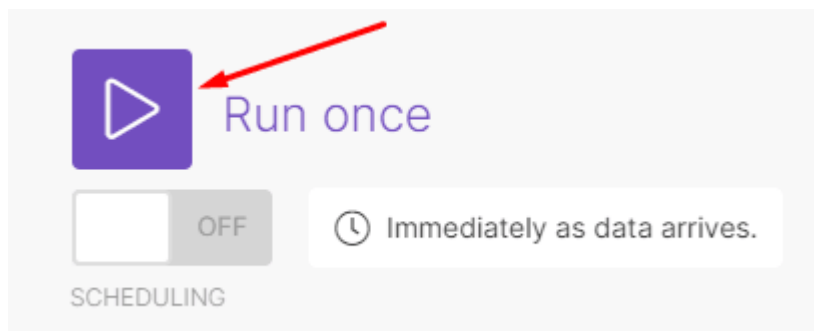 Run once
OFF
Immediately as data arrives.
SCHEDULING